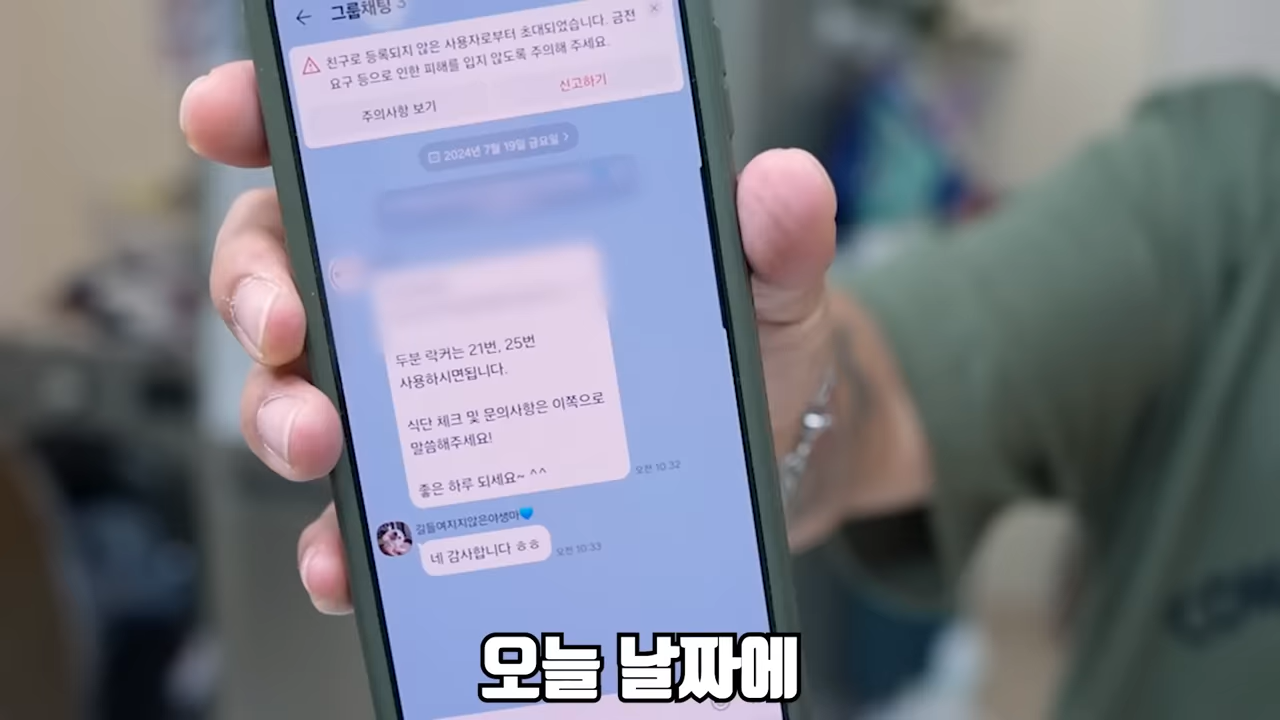 그룹채팅 3
친구로 등록되지 않은 사용자로부터 초대되었습니다. 금전
요구 등으로 인한 피해를 입지 않도록 주의해 주세요.
주의사항 보기
신고하기
2024년 7월 19일 금요일
두분 락커는 21번, 25번
사용하시면됩니다.
식단 체크 및 문의사항은 이쪽으로
말씀해주세요!
좋은 하루 되세요~ ^^
오전 10:32
길들여지지않은야생마💙
네 감사합니다 ㅎㅎ
오전 10:33
오늘 날짜에